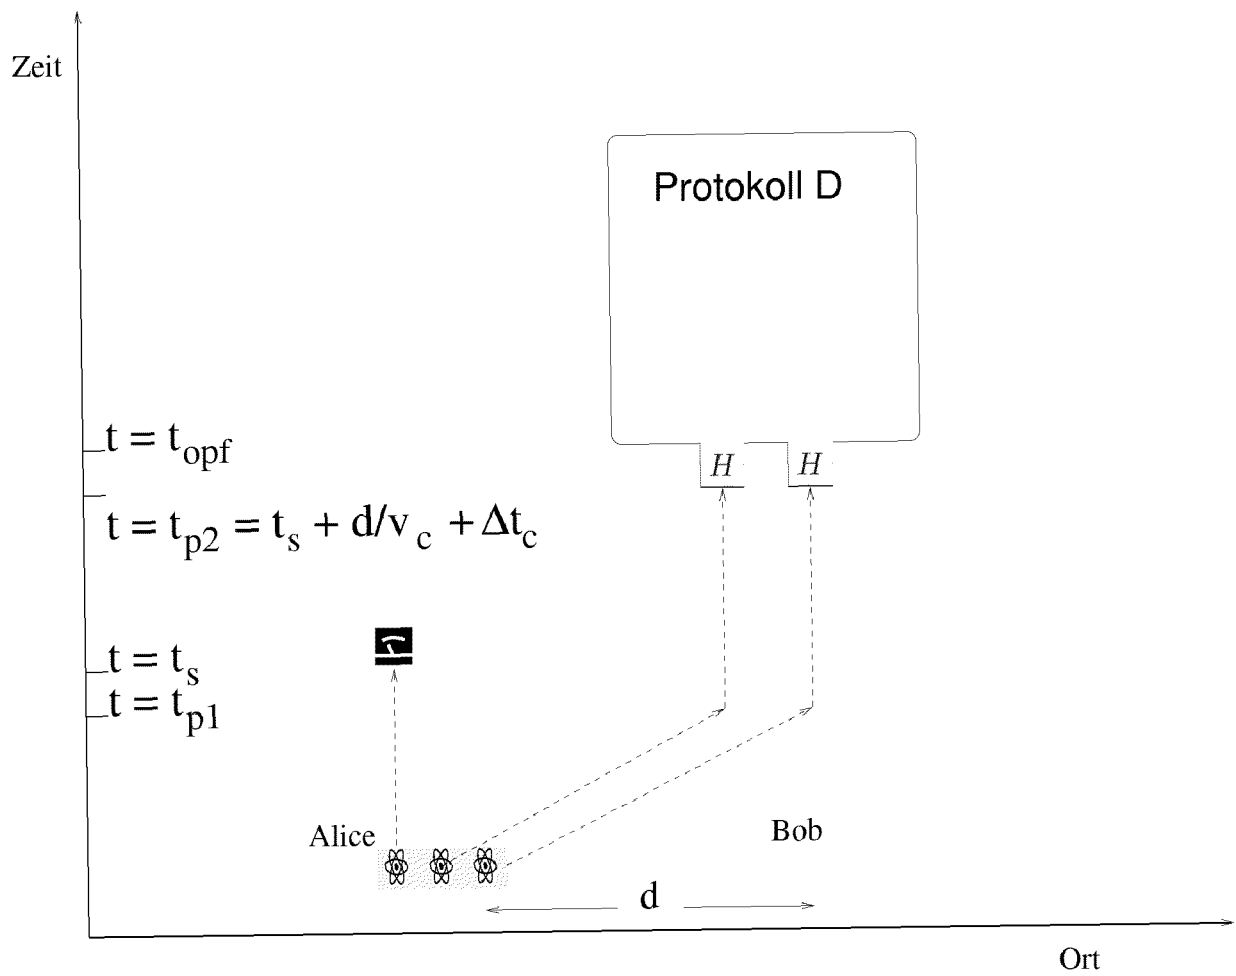 Zeit
Protokoll D
t = t_opf
H H
t = t_p2 = t_s + d/v_c + Δt_c
t = t_s
t = t_p1
Alice
Bob
d
Ort